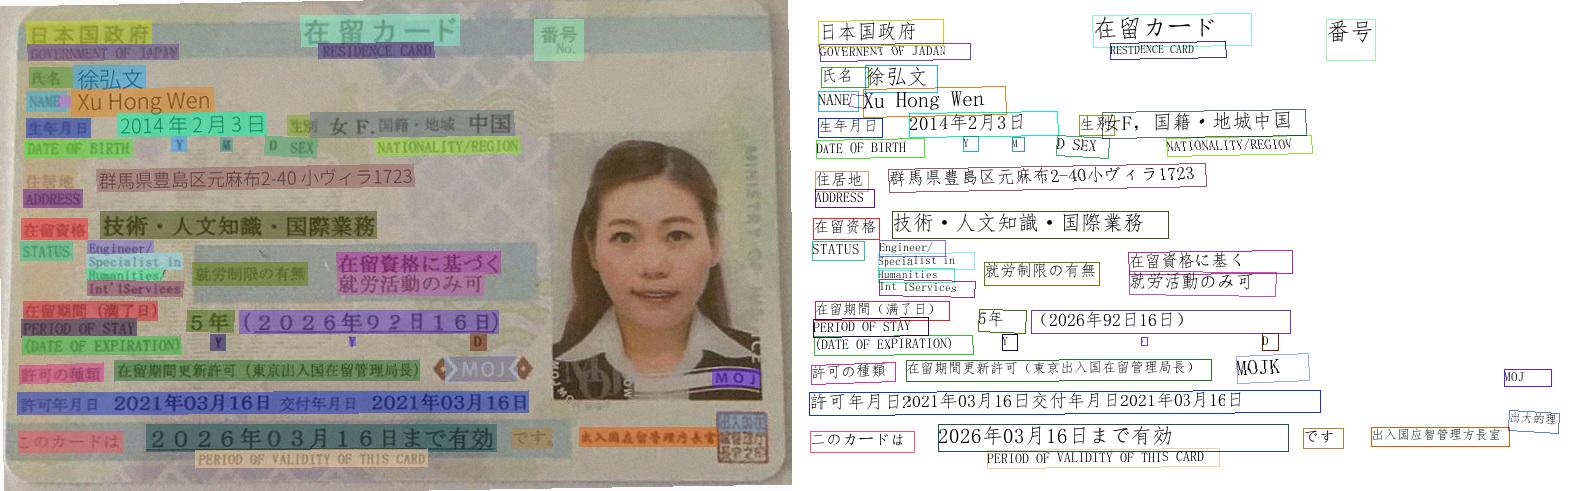 日本国政府 在留カード 番号
GOVERNMENT OF JAPAN RESIDENCE CARD No.
氏名 徐弘文
NAME Xu Hong Wen
生年月日 2014年2月3日 性別 女 F. 国籍・地域 中国
DATE OF BIRTH Y M D SEX NATIONALITY/REGION
住居地 群馬県豊島区元麻布2-40 小ヴィラ1723
ADDRESS
在留資格 技術・人文知識・国際業務
STATUS Engineer/
Specialist in
Humanities/
Int'lServices
就労制限の有無 在留資格に基づく
就労活動のみ可
在留期間(満了日)
PERIOD OF STAY
(DATE OF EXPIRATION)
5年(2026年92日16日)
Y Y D
許可の種類 在留期間更新許可(東京出入国在留管理局長) MOJ
MOJ
許可年月日 2021年03月16日 交付年月日 2021年03月16日
このカードは 2026年03月16日まで有効 です。 出入国在留管理庁長官
PERIOD OF VALIDITY OF THIS CARD
日本国政府 在留カード 番号
GOVERNENT OF JADAN RESTDENCE CARD
氏名 徐弘文
NANE Xu Hong Wen
生年月日 2014年2月3日 生别 女F, 国籍・地城中国
DATE OF BIRTH Y M D SEX NATIONALITY/REGIOV
住居地 群馬県豊島区元麻布2-40小ヴィラ1723
ADDRESS
在留資格 技術・人文知識・国際業務
STATUS Engineer/
Specialist in
Humanities
Int lServices
就労制限の有無 在留資格に基く
就労活動のみ可
在留期間(満了日)
PERIOD OF STAY
(DATE OF EXPIRATION)
5年 (2026年92日16日)
Y D
許可の種類 在留期間更新許可(東京出入国在留管理局長) MOJK
MOJ
許可年月日:2021年03月16日交付年月日2021年03月16日
二のカードは 2026年03月16日まで有効 です 出入国应智管理方長室 出大的理
PERIOD OF VALIDITY OF THIS CARD